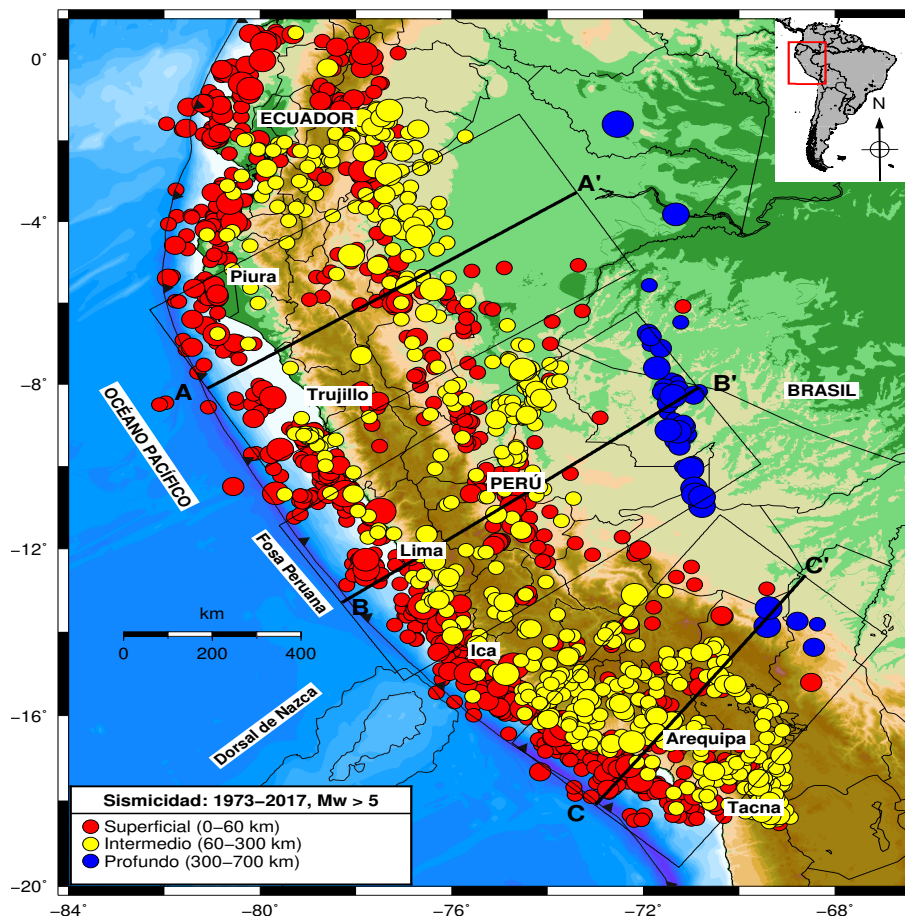 0°
−4°
−8°
−12°
−16°
−20°
−84°
−80°
−76°
−72°
−68°
N
ECUADOR
A'
Piura
A
Trujillo
B'
BRASIL
OCÉANO PACÍFICO
PERÚ
Fosa Peruana
Lima
B
C'
km
0 200 400
Ica
Dorsal de Nazca
Arequipa
C
Tacna
Sismicidad: 1973−2017, Mw > 5
Superficial (0−60 km)
Intermedio (60−300 km)
Profundo (300−700 km)